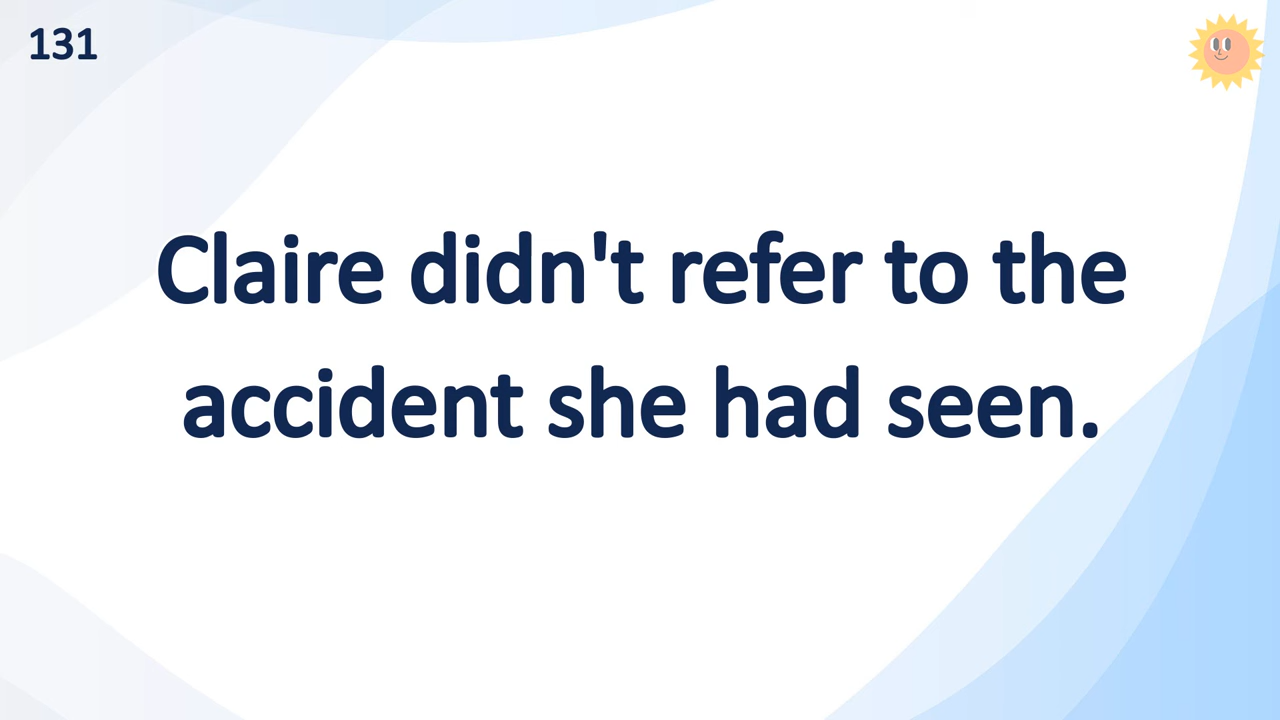 131
Claire didn't refer to the
accident she had seen.